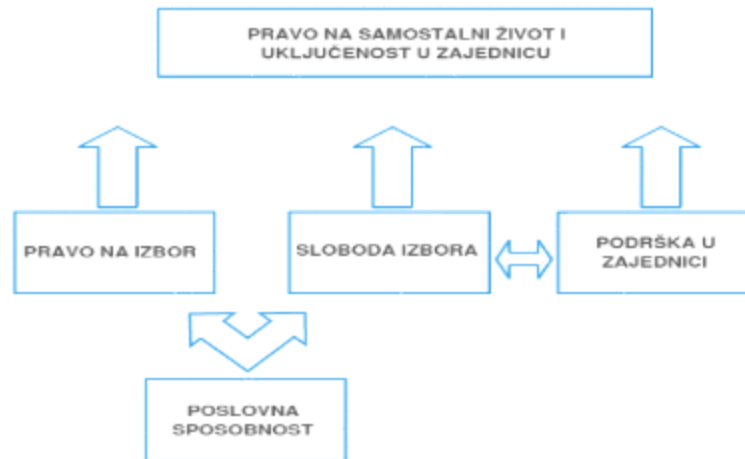 PRAVO NA SAMOSTALNI ŽIVOT I
UKLJUČENOST U ZAJEDNICU
PRAVO NA IZBOR
SLOBODA IZBORA
PODRŠKA U
ZAJEDNICI
POSLOVNA
SPOSOBNOST